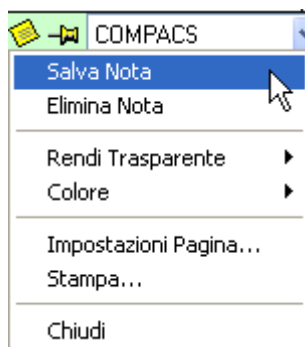 COMPACS
Salva Nota
Elimina Nota
Rendi Trasparente
Colore
Impostazioni Pagina...
Stampa...
Chiudi